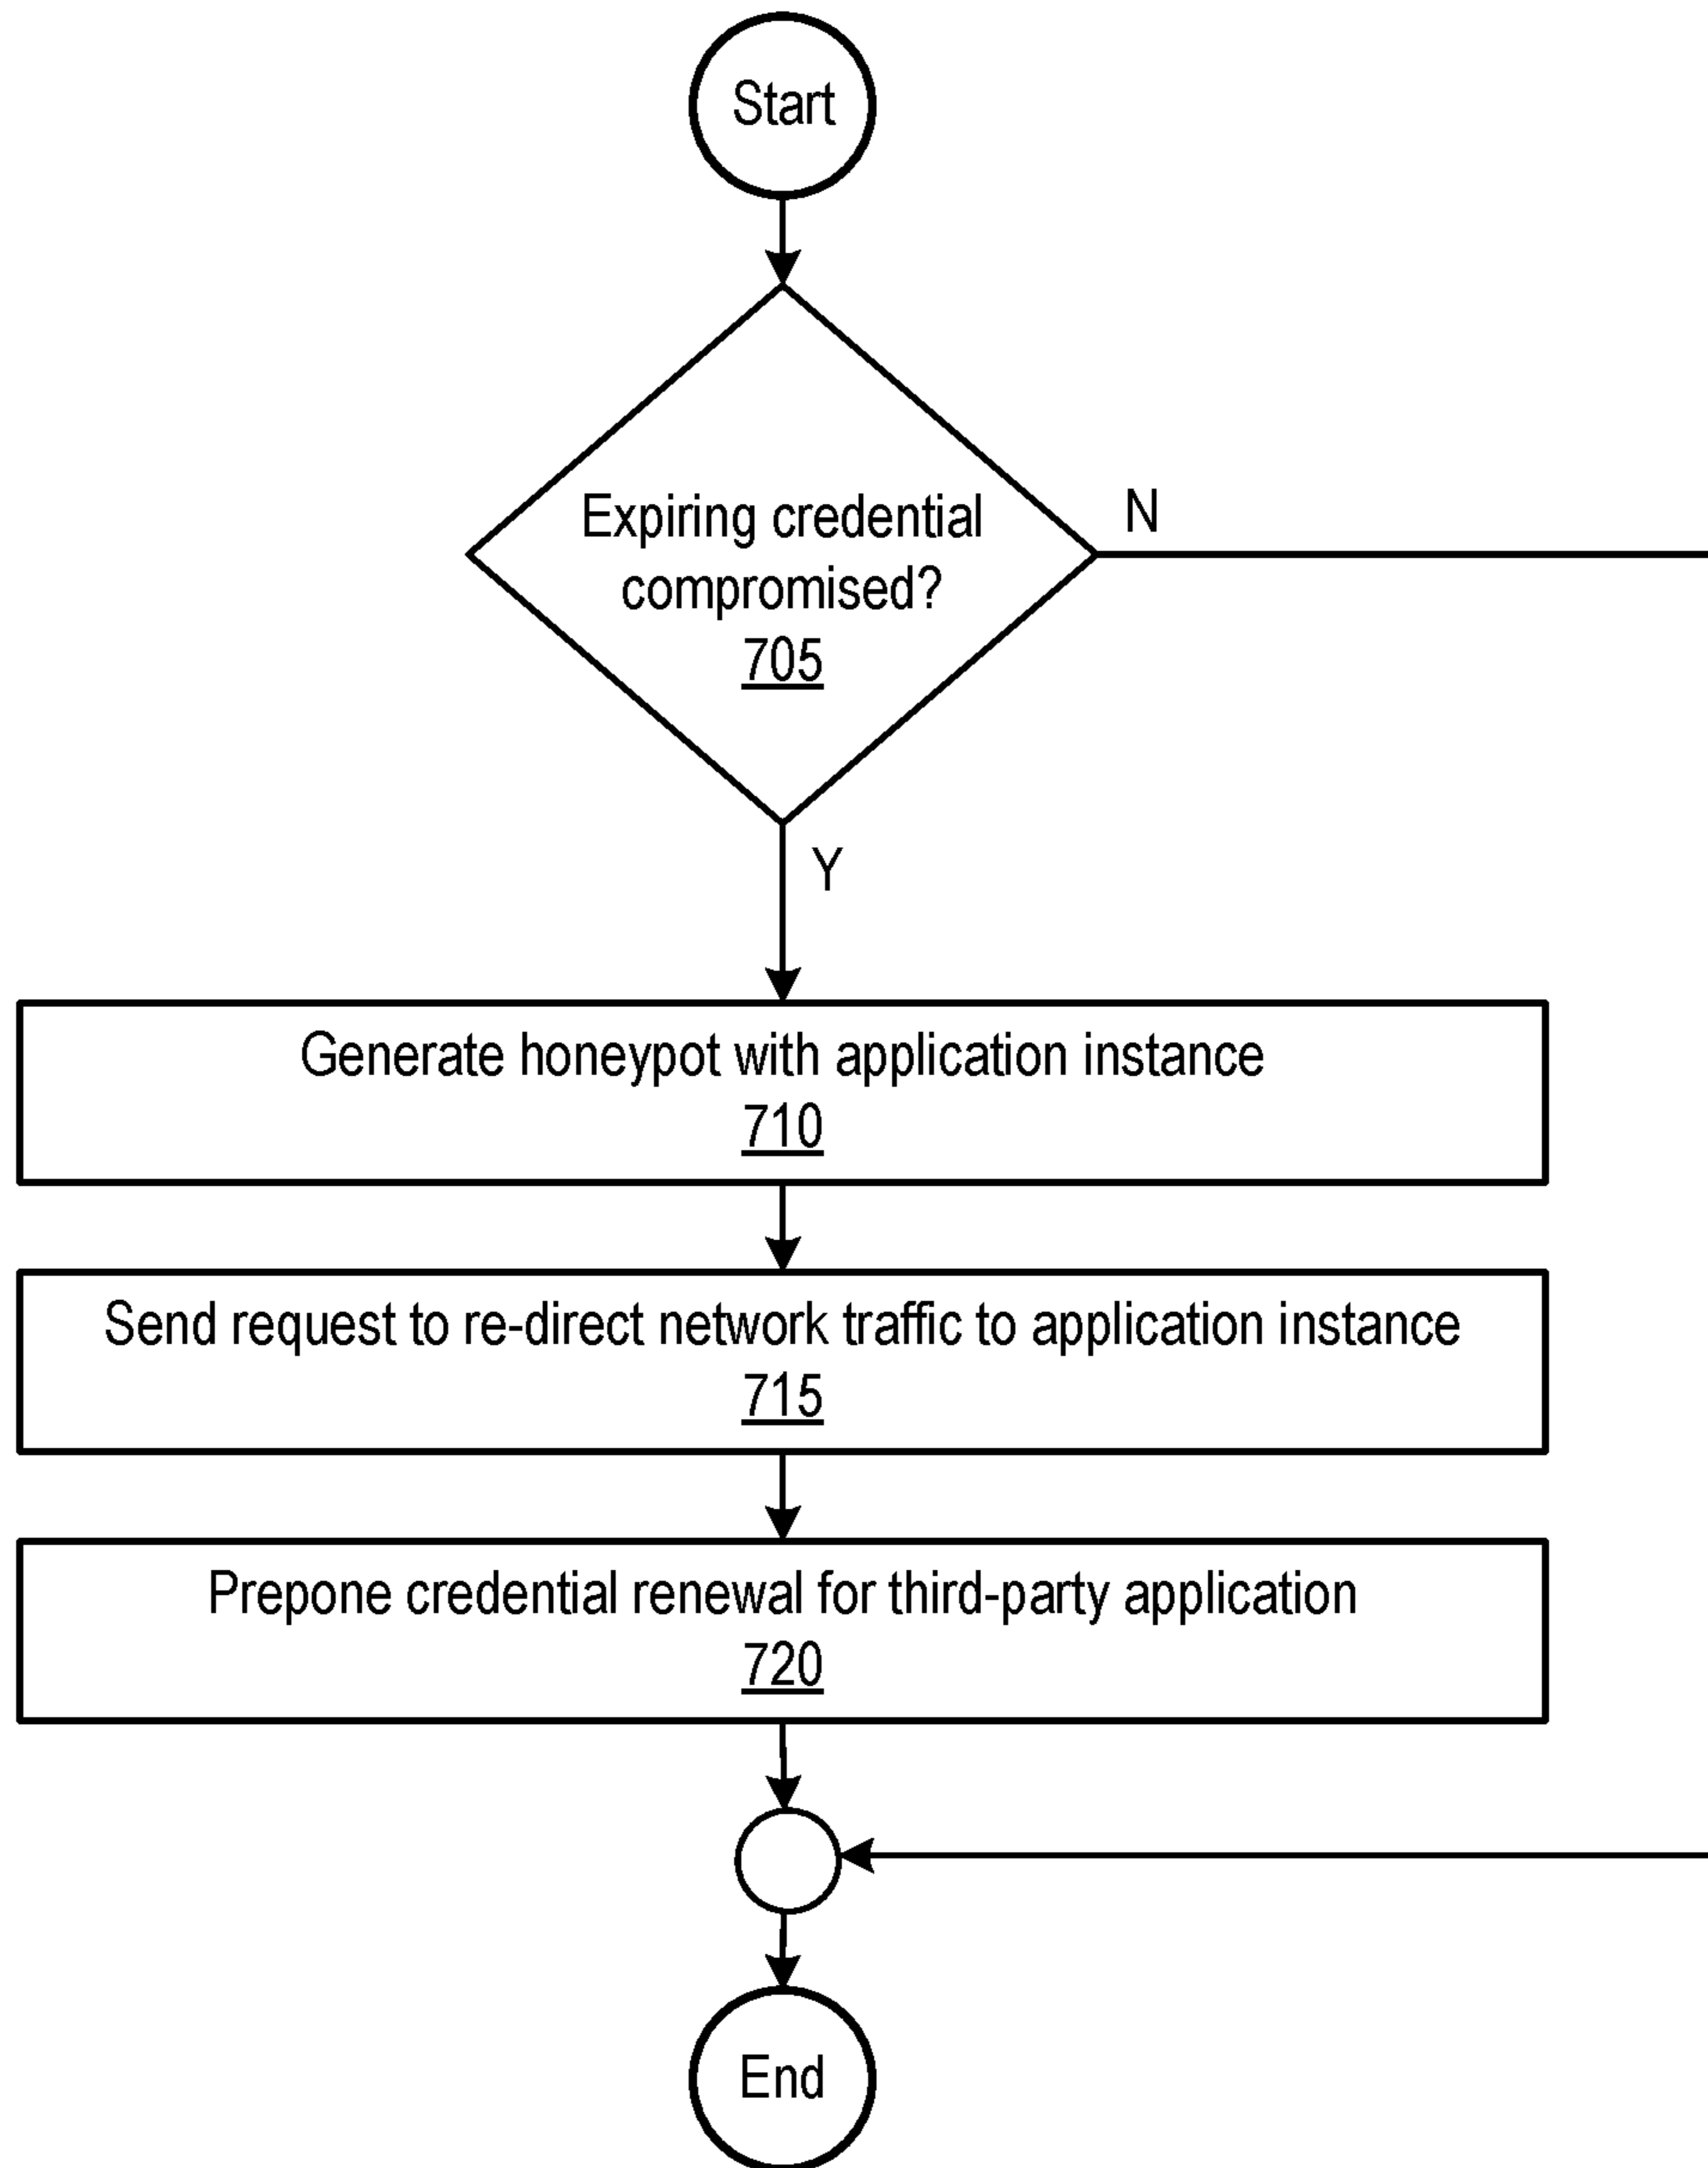 Start
Expiring credential
compromised?
705
N
Y
Generate honeypot with application instance
710
Send request to re-direct network traffic to application instance
715
Prepone credential renewal for third-party application
720
End